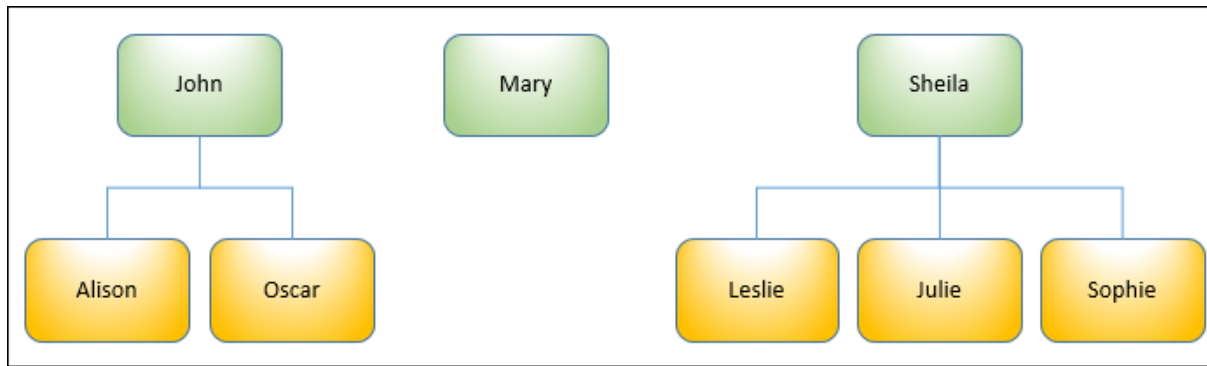 John
Mary
Sheila
Alison
Oscar
Leslie
Julie
Sophie